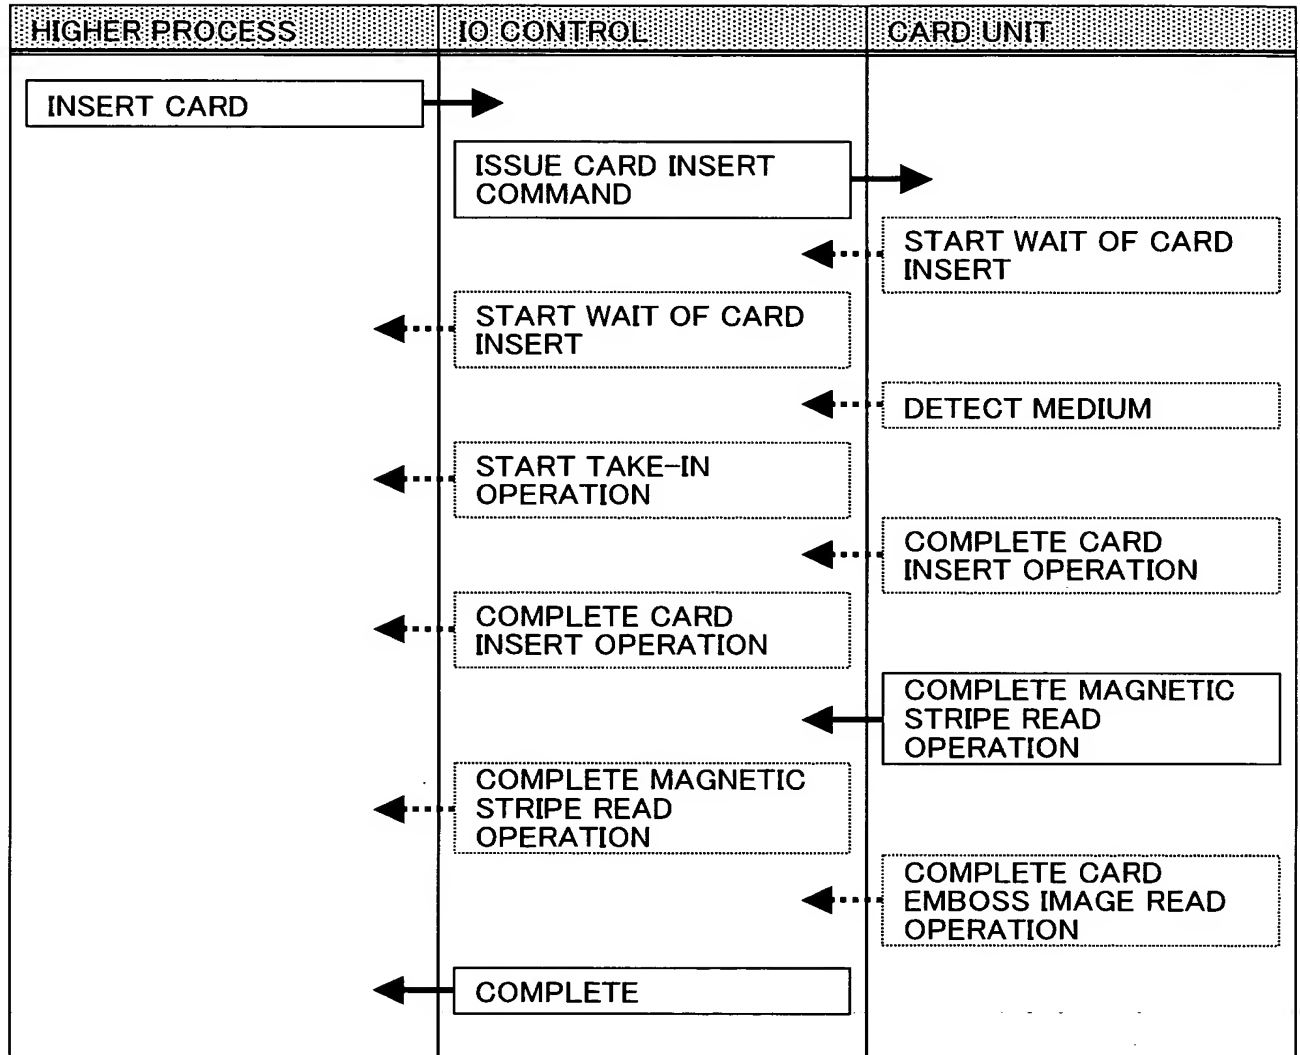 HIGHER PROCESS
IO CONTROL
CARD UNIT
INSERT CARD
ISSUE CARD INSERT
COMMAND
START WAIT OF CARD
INSERT
START WAIT OF CARD
INSERT
DETECT MEDIUM
START TAKE-IN
OPERATION
COMPLETE CARD
INSERT OPERATION
COMPLETE CARD
INSERT OPERATION
COMPLETE MAGNETIC
STRIPE READ
OPERATION
COMPLETE MAGNETIC
STRIPE READ
OPERATION
COMPLETE CARD
EMBOSS IMAGE READ
OPERATION
COMPLETE